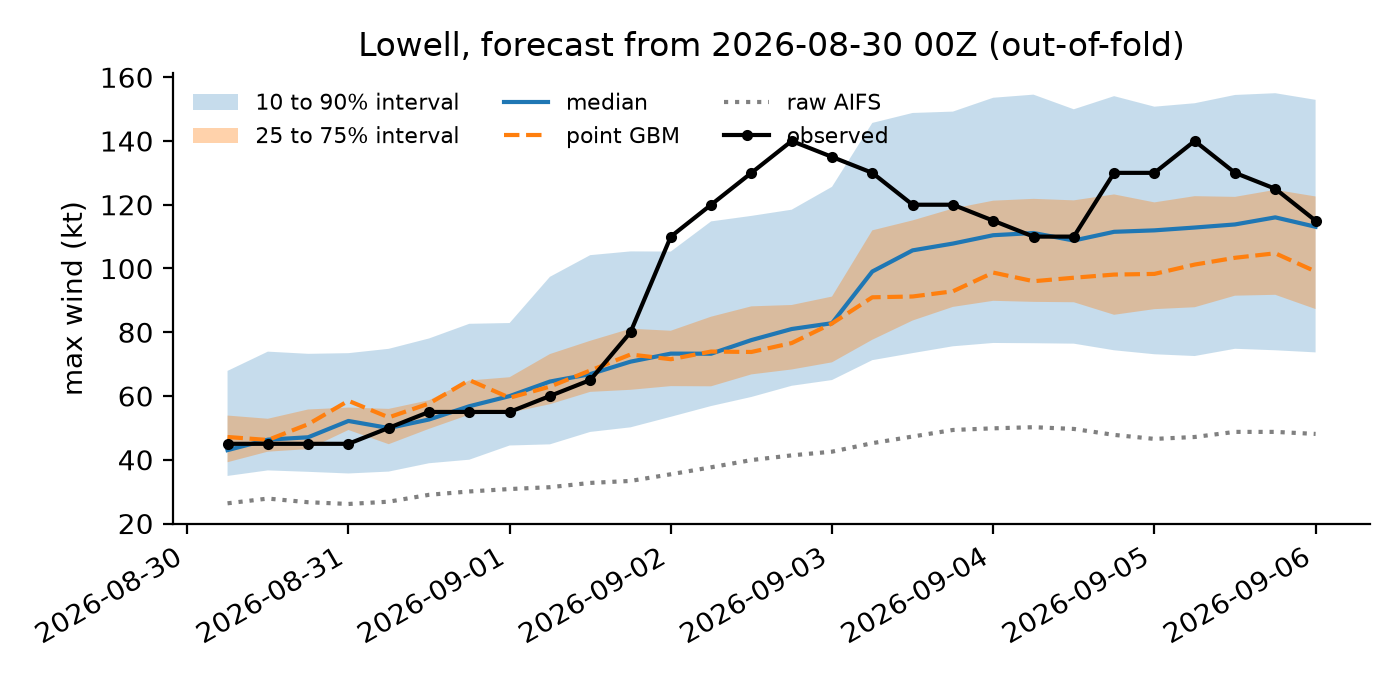 Lowell, forecast from 2026-08-30 00Z (out-of-fold)
160
140
120
100
80
60
40
20
max wind (kt)
10 to 90% interval
25 to 75% interval
median
point GBM
raw AIFS
observed
2026-08-30
2026-08-31
2026-09-01
2026-09-02
2026-09-03
2026-09-04
2026-09-05
2026-09-06